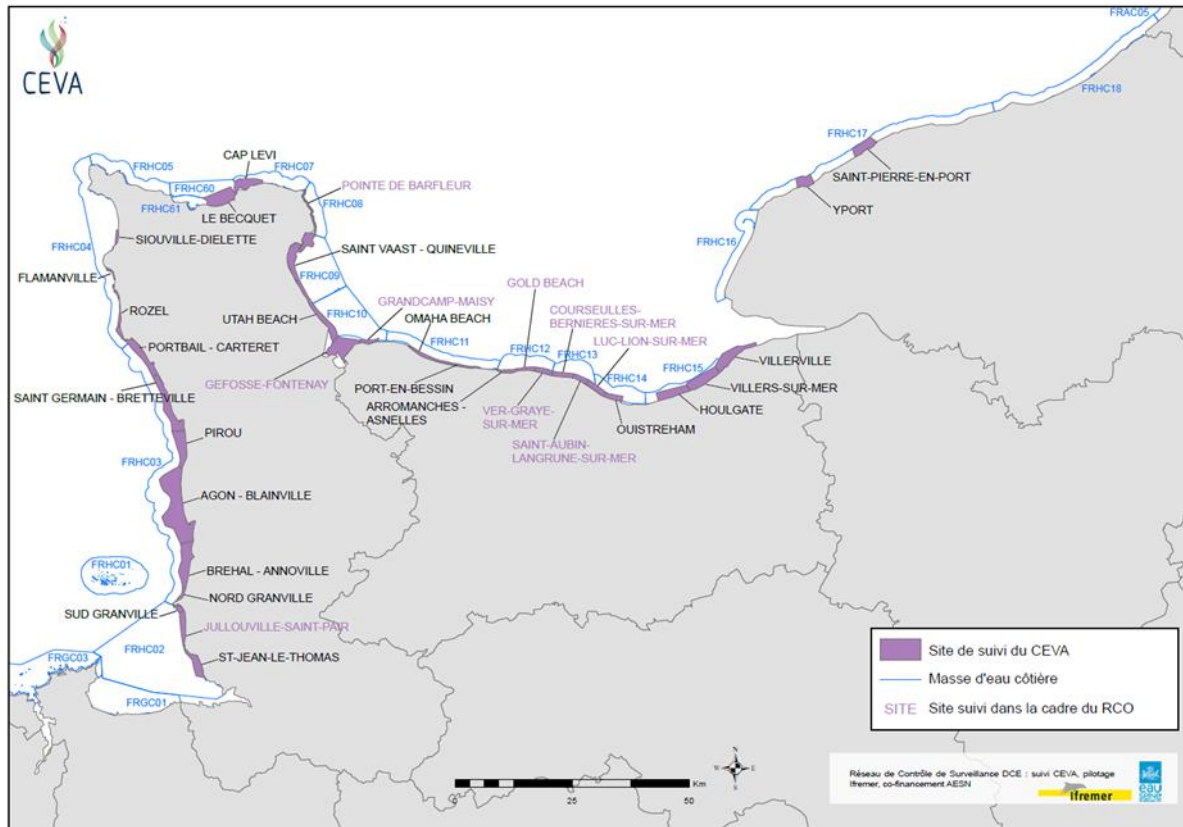 CEVA
FRAC05
FRHC18
FRHC17
SAINT-PIERRE-EN-PORT
YPORT
FRHC16
FRHC05
CAP LEVI
FRHC07
FRHC60
POINTE DE BARFLEUR
FRHC61
LE BECQUET
FRHC08
SIOUVILLE-DIELETTE
FRHC04
SAINT VAAST - QUINEVILLE
FLAMANVILLE
FRHC09
ROZEL
UTAH BEACH
FRHC10
GRANDCAMP-MAISY
OMAHA BEACH
FRHC11
GOLD BEACH
COURSEULLES-
BERNIERES-SUR-MER
LUC-LION-SUR-MER
FRHC12
FRHC13
FRHC14
FRHC15
VILLERVILLE
VILLERS-SUR-MER
HOULGATE
OUISTREHAM
PORTBAIL - CARTERET
GEFOSSE-FONTENAY
PORT-EN-BESSIN
ARROMANCHES -
ASNELLES
VER-GRAYE-
SUR-MER
SAINT-AUBIN-
LANGRUNE-SUR-MER
SAINT GERMAIN - BRETTEVILLE
PIROU
FRHC03
AGON - BLAINVILLE
FRHC01
BREHAL - ANNOVILLE
NORD GRANVILLE
SUD GRANVILLE
JULLOUVILLE-SAINT-PAIR
FRHC02
FRGC03
ST-JEAN-LE-THOMAS
FRGC01
Site de suivi du CEVA
Masse d'eau côtière
SITE Site suivi dans la cadre du RCO
N
W E
S
Km
0 25 50
Réseau de Contrôle de Surveillance DCE : suivi CEVA, pilotage
Ifremer, co-financement AESN
Ifremer
eau